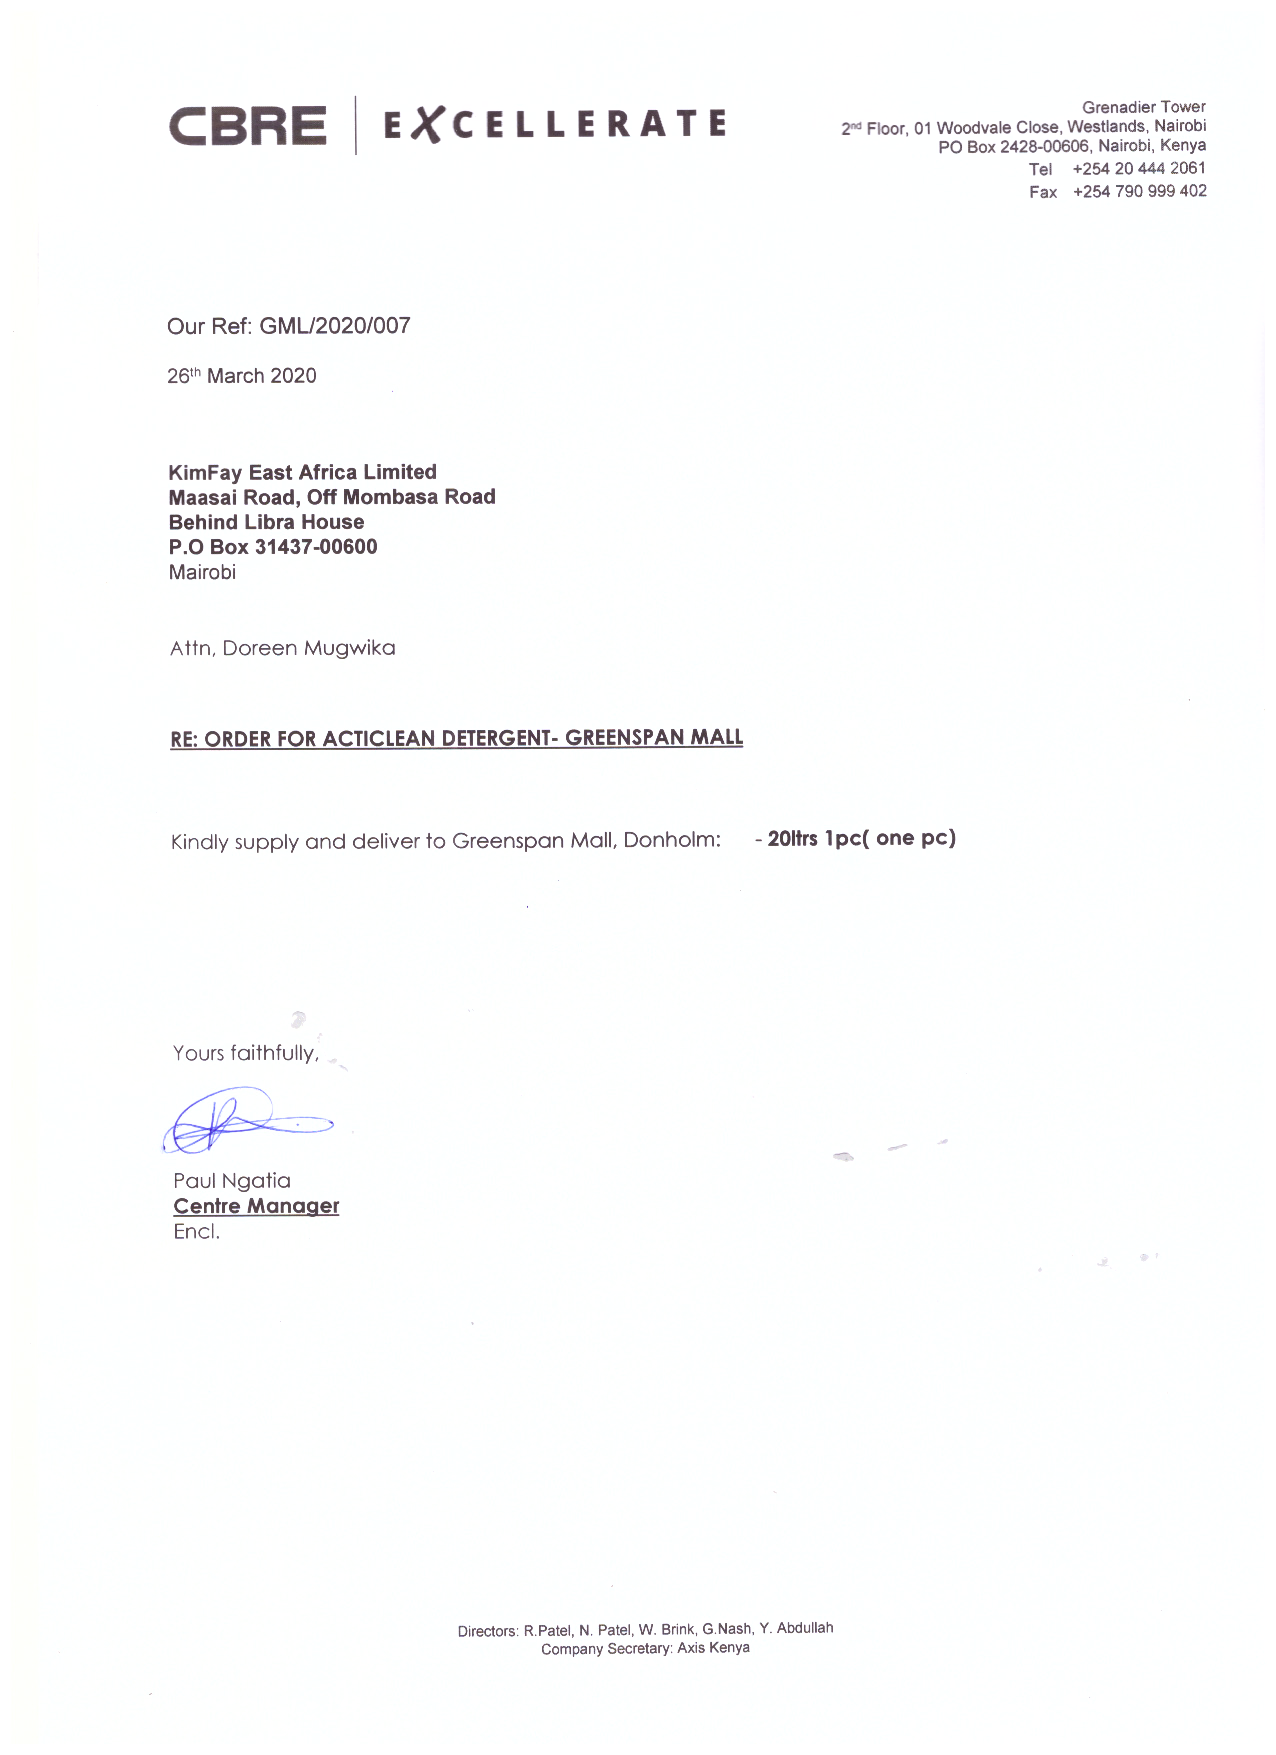 CBRE | EXCELLERATE
Grenadier Tower
2nd Floor, 01 Woodvale Close, Westlands, Nairobi
PO Box 2428-00606, Nairobi, Kenya
Tel +254 20 444 2061
Fax +254 790 999 402
Our Ref: GML/2020/007
26th March 2020
KimFay East Africa Limited
Maasai Road, Off Mombasa Road
Behind Libra House
P.O Box 31437-00600
Mairobi
Attn, Doreen Mugwika
RE: ORDER FOR ACTICLEAN DETERGENT- GREENSPAN MALL
Kindly supply and deliver to Greenspan Mall, Donholm: - 20ltrs 1pc( one pc)
Yours faithfully,
Paul Ngatia
Centre Manager
Encl.
Directors: R.Patel, N. Patel, W. Brink, G.Nash, Y. Abdullah
Company Secretary: Axis Kenya